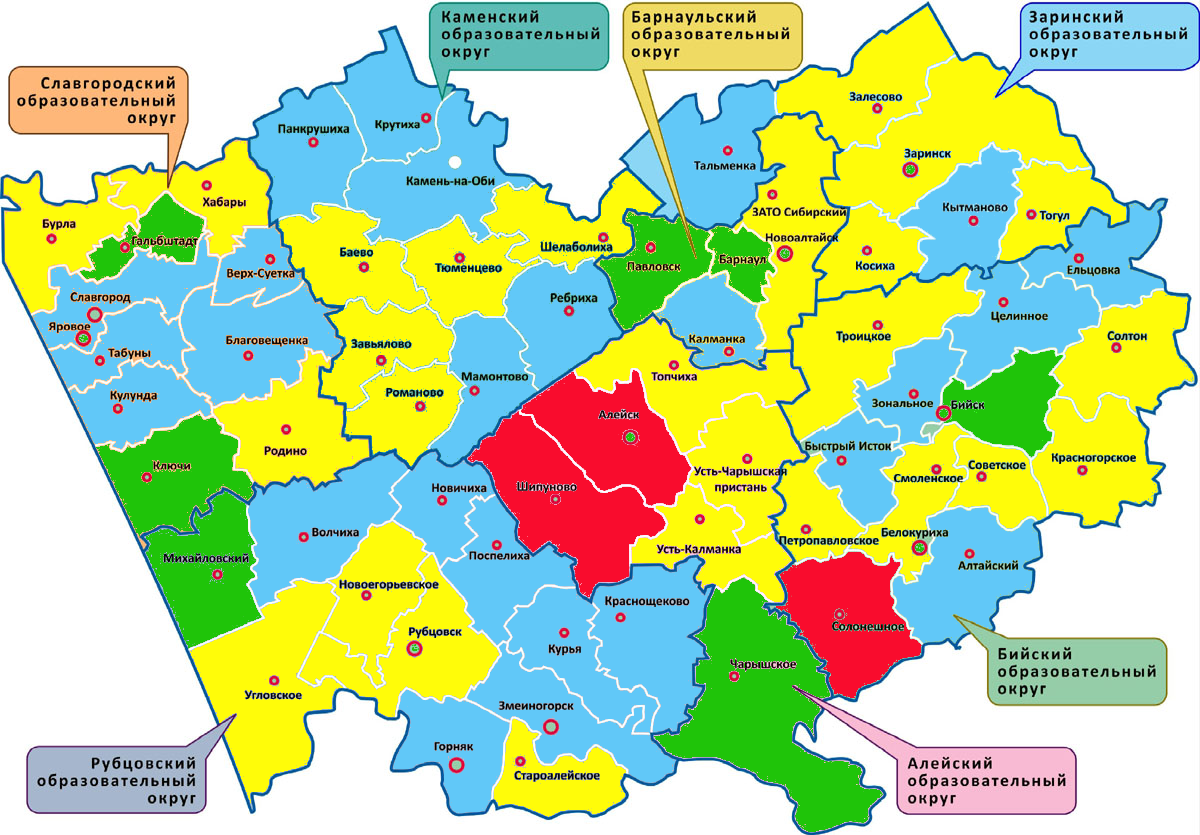 Каменский
образовательный
округ
Барнаульский
образовательный
округ
Заринский
образовательный
округ
Славгородский
образовательный
округ
Залесово
Крутиха
Панкрушиха
Заринск
Тальменка
Камень-на-Оби
Хабары
Кытманово
ЗАТО Сибирский
Тогул
Бурла
Гальбштадт
Новоалтайск
Шелаболиха
Баево
Барнаул
Павловск
Косиха
Тюменцево
Ельцовка
Верх-Суетка
Славгород
Ребриха
Целинное
Яровое
Троицкое
Солтон
Благовещенка
Завьялово
Калманка
Табуны
Топчиха
Мамонтово
Романово
Кулунда
Зональное
Бийск
Алейск
Быстрый Исток
Родино
Красногорское
Ключи
Советское
Усть-Чарышская
пристань
Смоленское
Шипуново
Новичиха
Волчиха
Белокуриха
Петропавловское
Усть-Калманка
Поспелиха
Михайловский
Алтайский
Новоегорьевское
Краснощеково
Солонешное
Рубцовск
Курья
Бийский
образовательный
округ
Чарышское
Угловское
Змеиногорск
Горняк
Староалейское
Рубцовский
образовательный
округ
Алейский
образовательный
округ